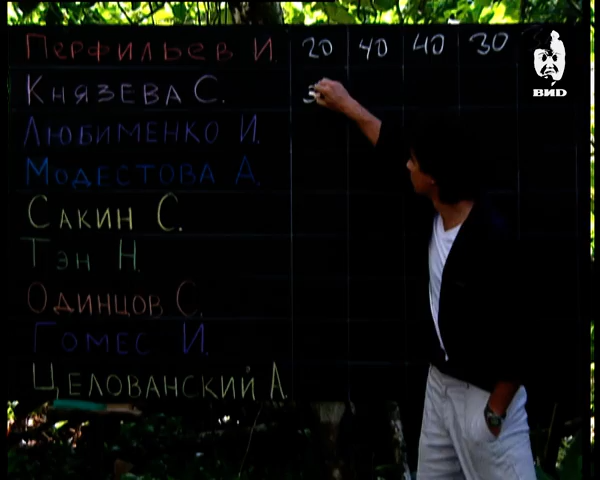 Перфильев И. 20 40 40 30
Князева С.
Любименко И.
Модестова А.
Сакин С.
Тэн Н.
Одинцов С.
Гомес И.
Целованский А.
ВИD